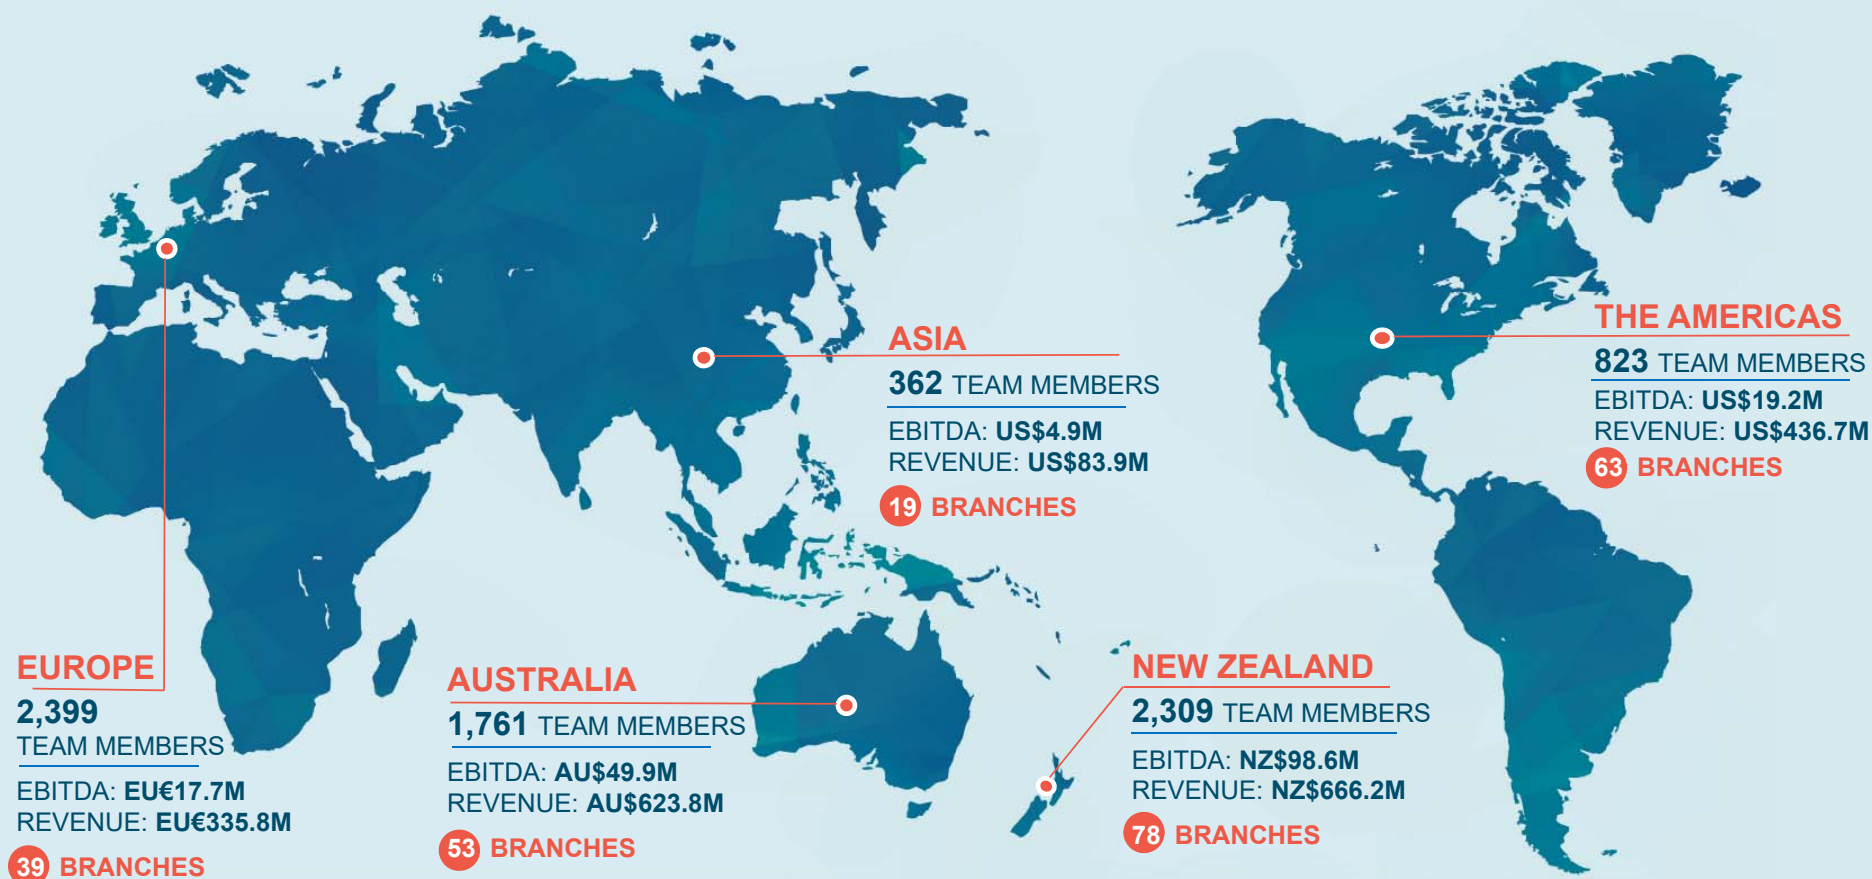 EUROPE
2,399
TEAM MEMBERS
EBITDA: EU€17.7M
REVENUE: EU€335.8M
39 BRANCHES
AUSTRALIA
1,761 TEAM MEMBERS
EBITDA: AU$49.9M
REVENUE: AU$623.8M
53 BRANCHES
ASIA
362 TEAM MEMBERS
EBITDA: US$4.9M
REVENUE: US$83.9M
19 BRANCHES
NEW ZEALAND
2,309 TEAM MEMBERS
EBITDA: NZ$98.6M
REVENUE: NZ$666.2M
78 BRANCHES
THE AMERICAS
823 TEAM MEMBERS
EBITDA: US$19.2M
REVENUE: US$436.7M
63 BRANCHES